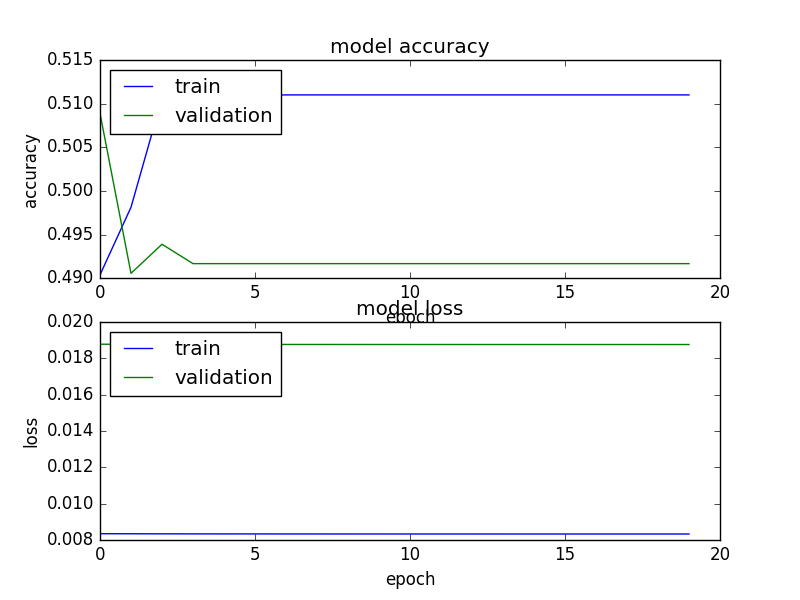 model accuracy
0.515
0.510
0.505
0.500
0.495
0.490
accuracy
train
validation
0 5 10 15 20
epoch
model loss
0.020
0.018
0.016
0.014
0.012
0.010
0.008
loss
train
validation
0 5 10 15 20
epoch